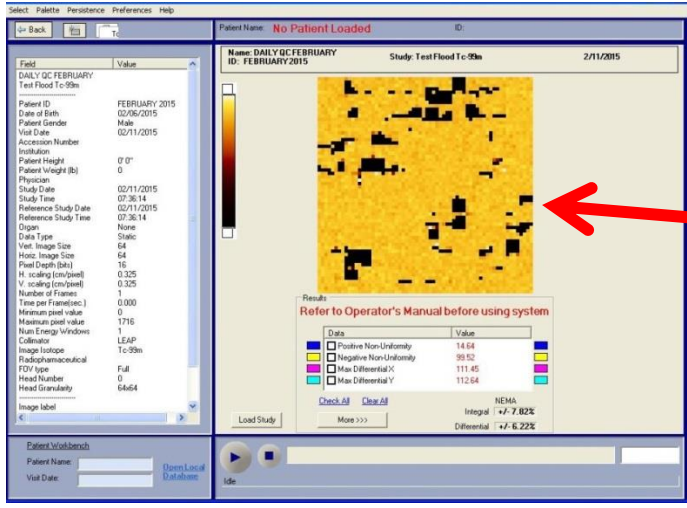 Select Palette Persistence Preferences Help
Back
Patient Name: No Patient Loaded ID:
Name: DAILY QC FEBRUARY Study: Test Flood Tc-99m 2/11/2015
ID: FEBRUARY 2015
Field Value
DAILY QC FEBRUARY
Test Flood Tc-99m
Patient ID FEBRUARY 2015
Date of Birth 02/06/2015
Patient Gender Male
Visit Date 02/11/2015
Accession Number
Institution
Patient Height 0' 0"
Patient Weight (lb) 0
Physician
Study Date 02/11/2015
Study Time 07:36:14
Reference Study Date 02/11/2015
Reference Study Time 07:36:14
Organ None
Data Type Static
Vert. Image Size 64
Horiz. Image Size 64
Pixel Depth (bits) 16
H. scaling (cm/pixel) 0.325
V. scaling (cm/pixel) 0.325
Number of Frames 1
Time per Frame(sec.) 0.000
Minimum pixel value 0
Maximum pixel value 1716
Num Energy Windows 1
Collimator LEAP
Image Isotope Tc-99m
Radiopharmaceutical
FOV type Full
Head Number 0
Head Granularity 64x64
Image label
Results
Refer to Operator's Manual before using system
Data Value
Positive Non-Uniformity 14.64
Negative Non-Uniformity 99.52
Max Differential X 111.45
Max Differential Y 112.64
Check All Clear All NEMA
Integral +/- 7.82%
Load Study More >>>
Differential +/- 6.22%
Patient Workbench
Patient Name:
Visit Date:
Open Local
Database
Idle